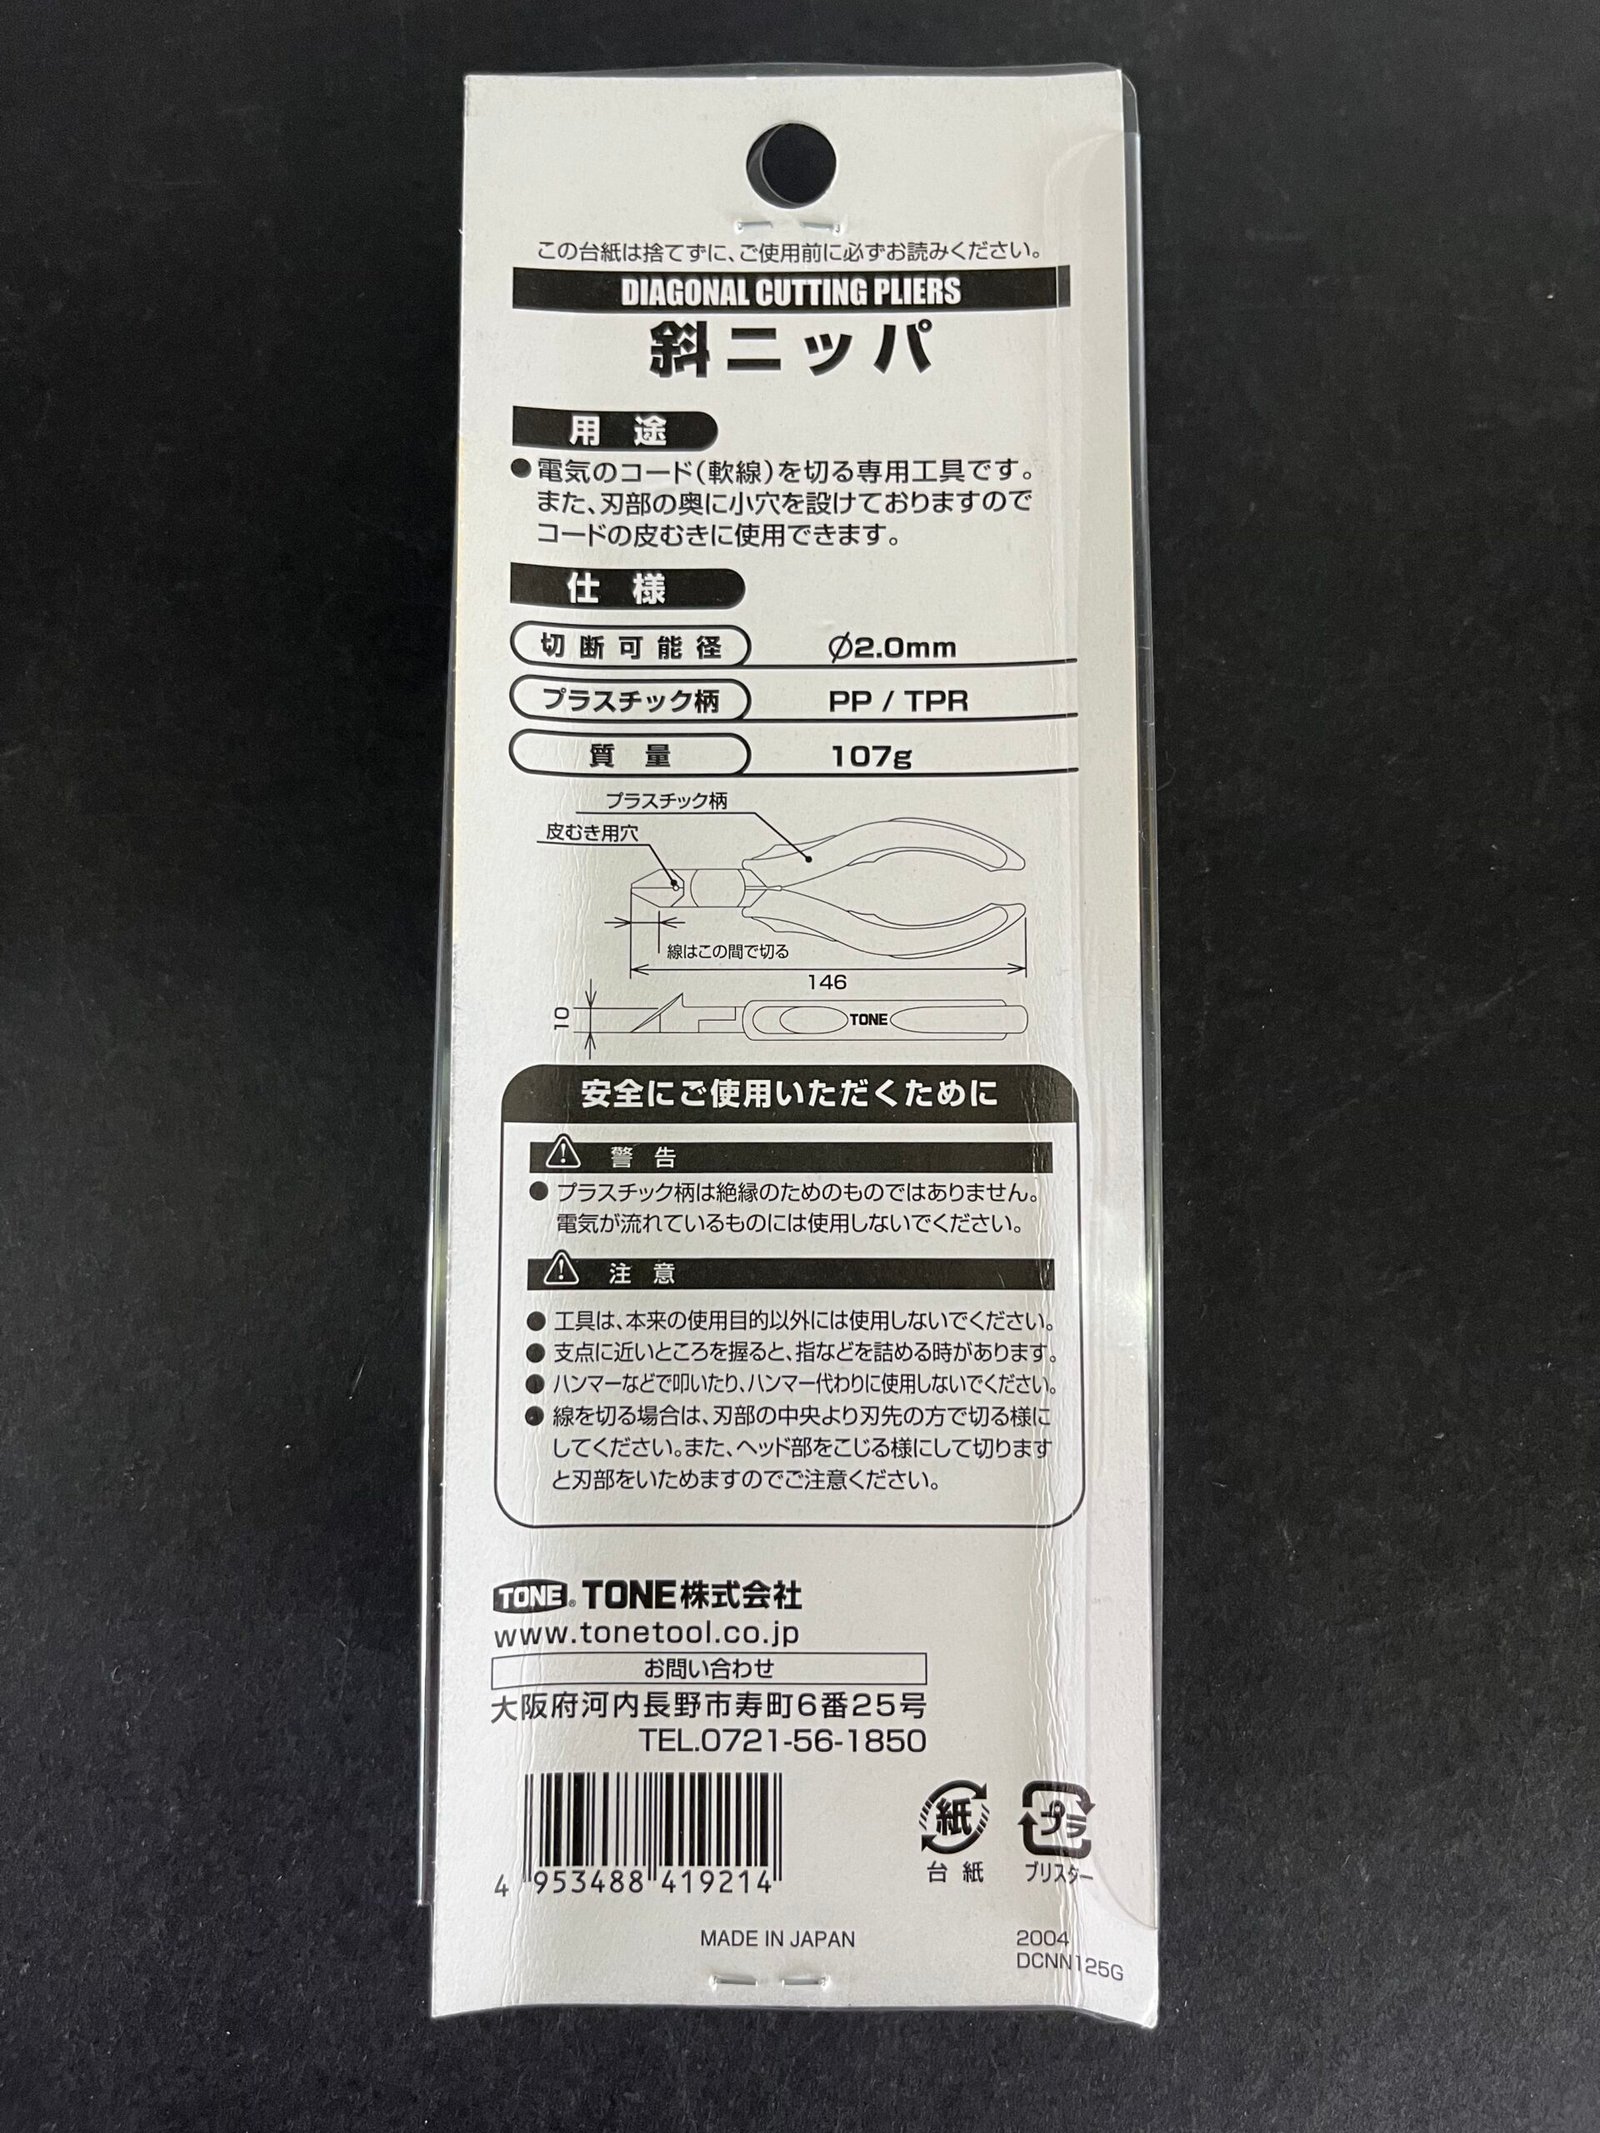 この台紙は捨てずに、ご使用前に必ずお読みください。
DIAGONAL CUTTING PLIERS
斜ニッパ
用途
●電気のコード(軟線)を切る専用工具です。
また、刃部の奥に小穴を設けておりますので
コードの皮むきに使用できます。
仕様
切断可能径 ∅2.0mm
プラスチック柄 PP / TPR
質量 107g
プラスチック柄
皮むき用穴
線はこの間で切る
146
10
TONE
安全にご使用いただくために
警告
●プラスチック柄は絶縁のためのものではありません。
電気が流れているものには使用しないでください。
注意
●工具は、本来の使用目的以外には使用しないでください。
●支点に近いところを握ると、指などを詰める時があります。
●ハンマーなどで叩いたり、ハンマー代わりに使用しないでください。
●線を切る場合は、刃部の中央より刃先の方で切る様に
してください。また、ヘッド部をこじる様にして切ります
と刃部をいためますのでご注意ください。
TONE® TONE株式会社
www.tonetool.co.jp
お問い合わせ
大阪府河内長野市寿町6番25号
TEL.0721-56-1850
4 953488 419214
紙
台紙
プラ
ブリスター
MADE IN JAPAN
2004
DCNN125G